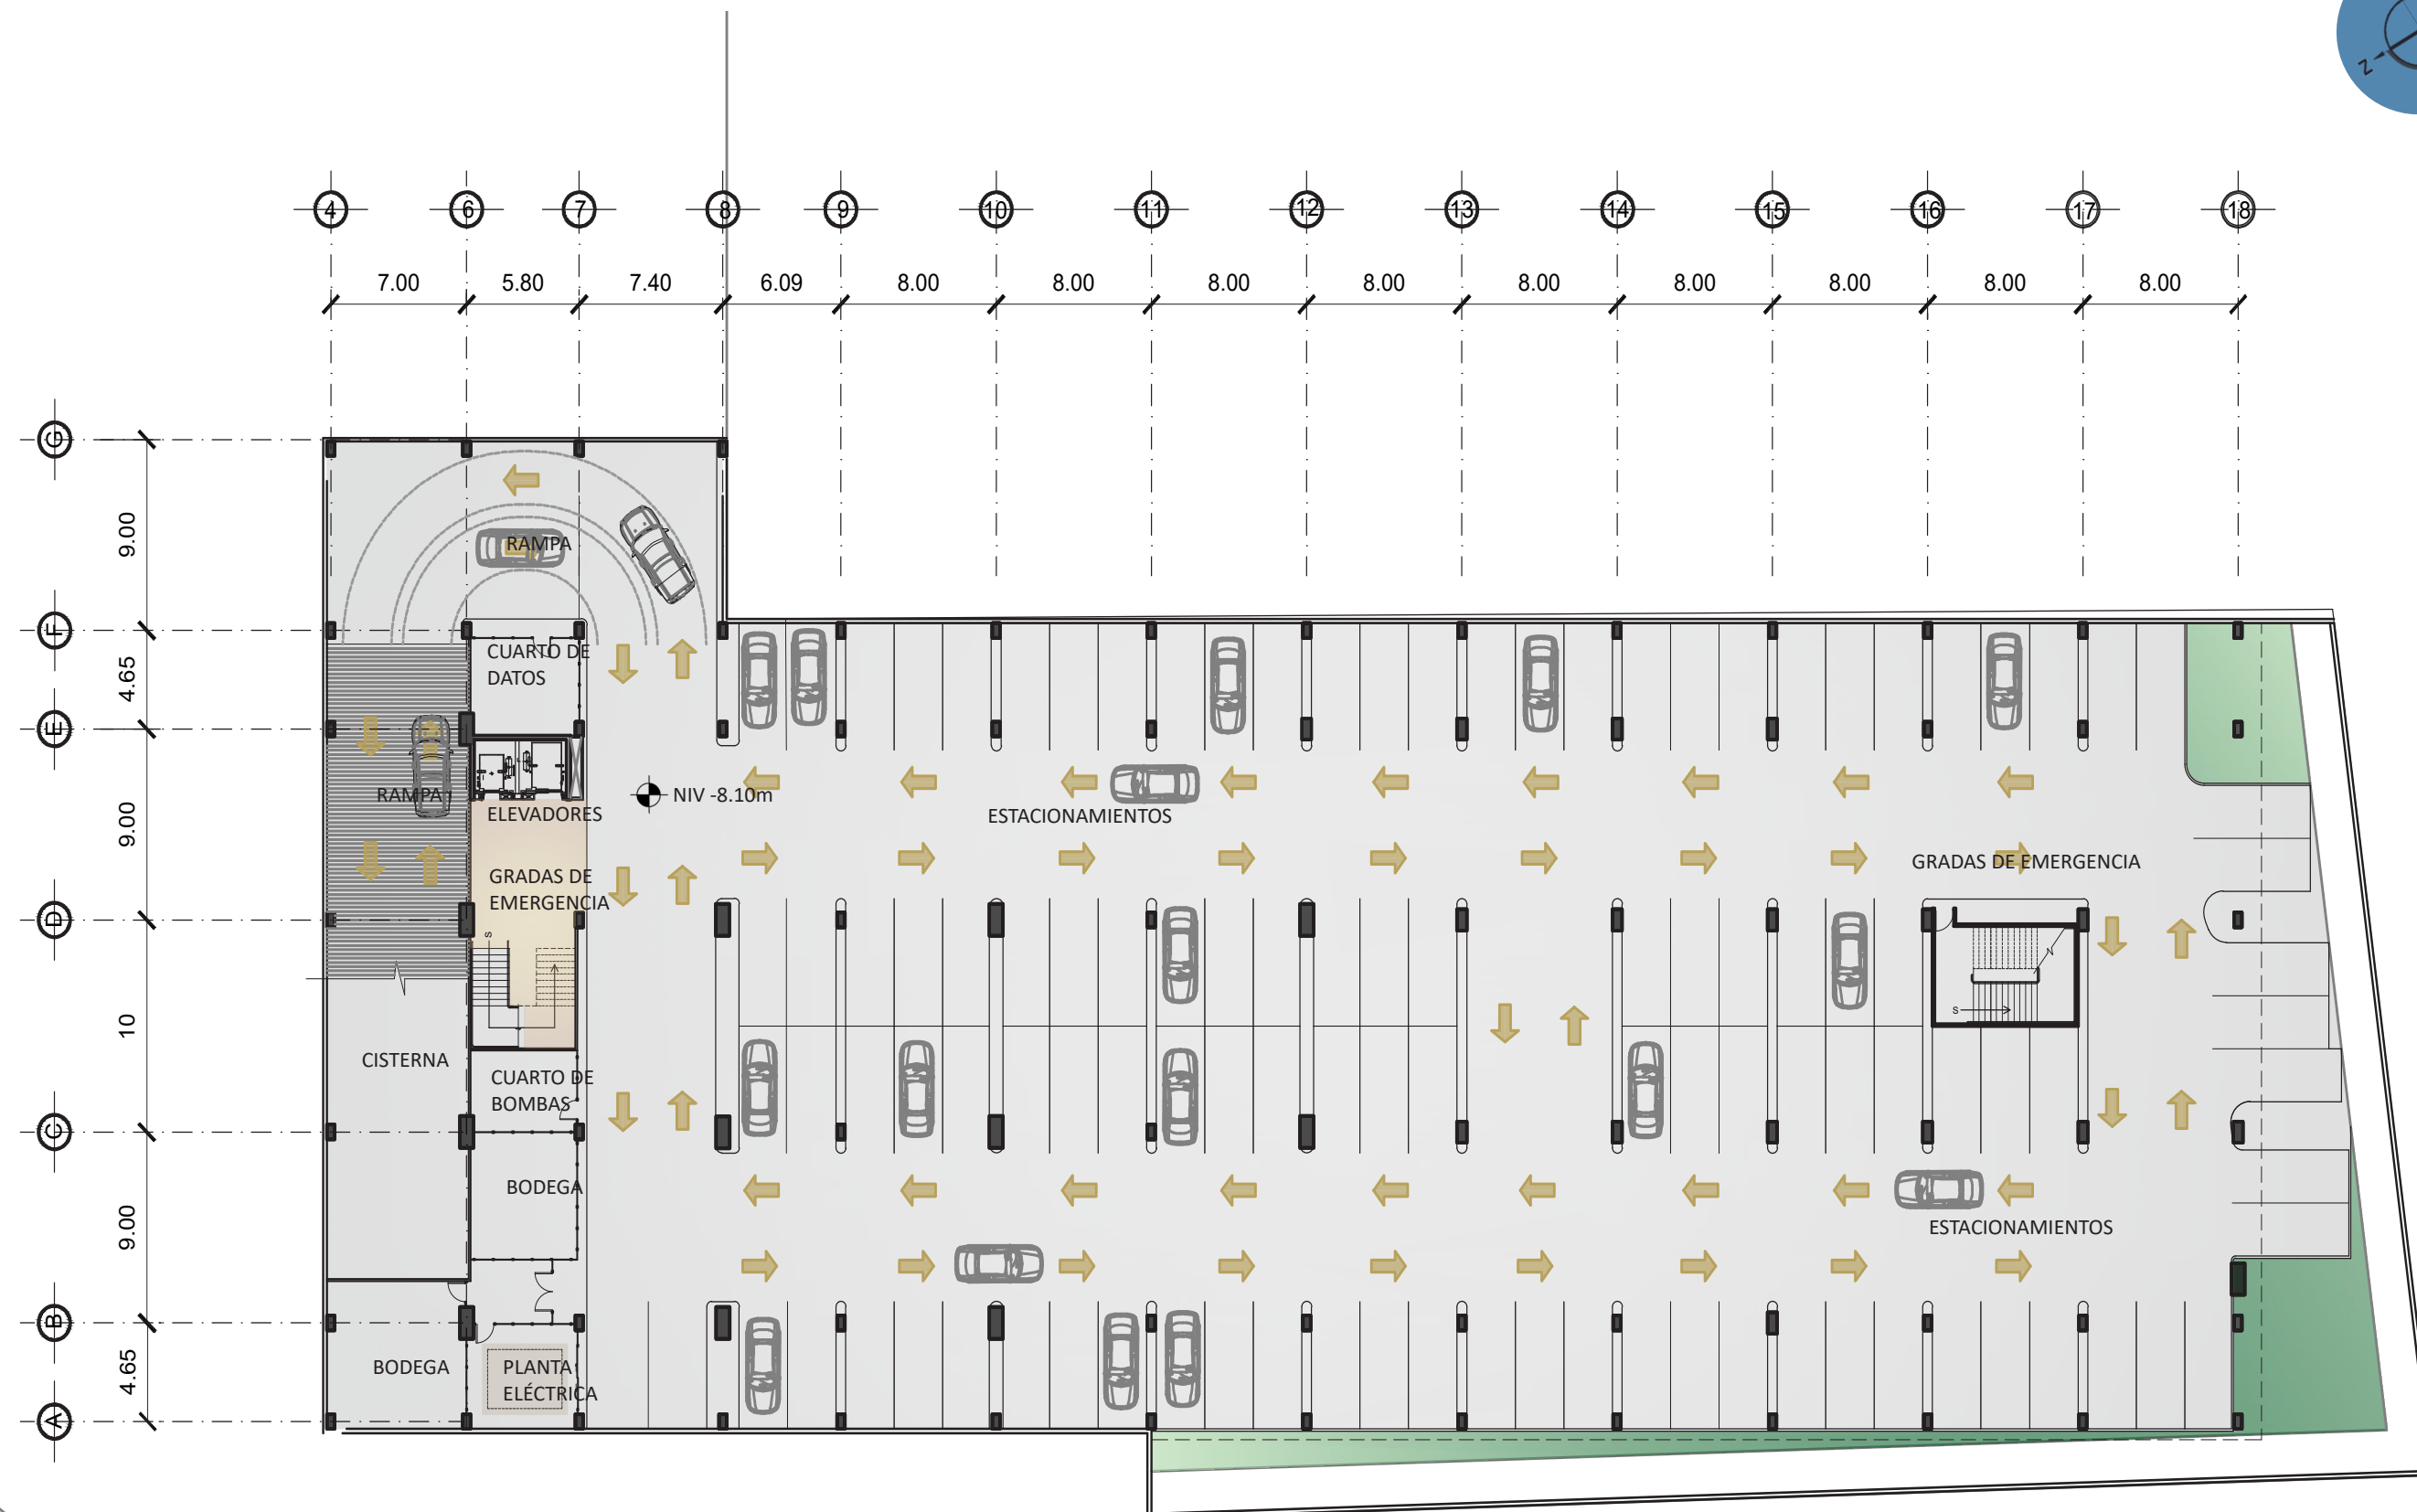 N
4 6 7 8 9 10 11 12 13 14 15 16 17 18
7.00 5.80 7.40 6.09 8.00 8.00 8.00 8.00 8.00 8.00 8.00 8.00 8.00
G
9.00
RAMPA
F
CUARTO DE
DATOS
4.65
E
RAMPA
NIV -8.10m
ELEVADORES
ESTACIONAMIENTOS
9.00
GRADAS DE EMERGENCIA
GRADAS DE
EMERGENCIA
D
S
S
10
CISTERNA
CUARTO DE
BOMBAS
C
BODEGA
9.00
ESTACIONAMIENTOS
B
BODEGA
PLANTA
ELÉCTRICA
4.65
A